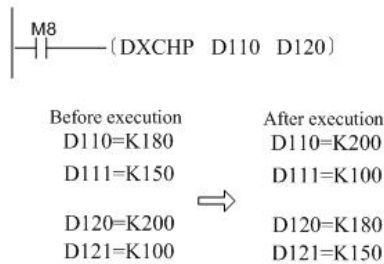 M8
(DXCHP D110 D120)
Before execution
D110=K180
D111=K150
D120=K200
D121=K100
After execution
D110=K200
D111=K100
D120=K180
D121=K150